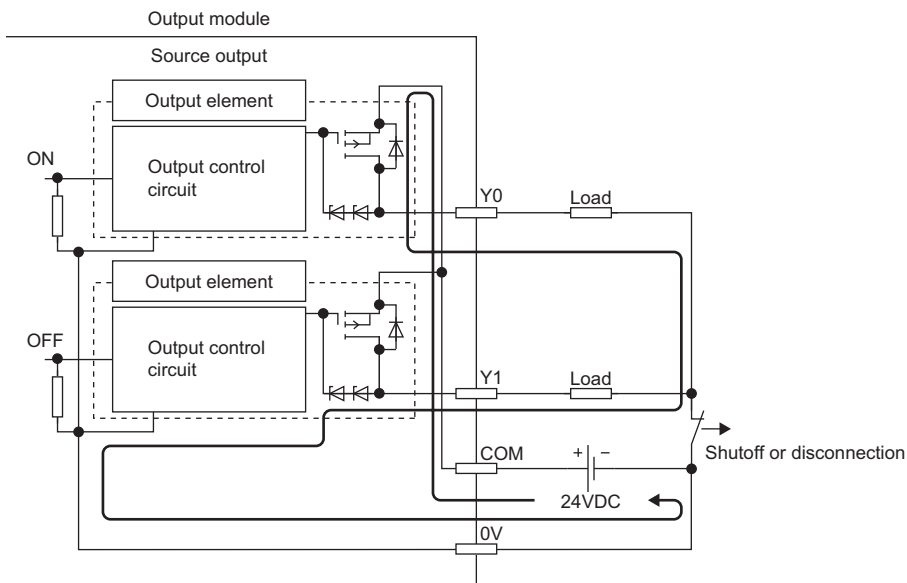 Output module
Source output
Output element
ON
Output control
circuit
Y0
Load
Output element
OFF
Output control
circuit
Y1
Load
Shutoff or disconnection
COM
+
–
24VDC
0V